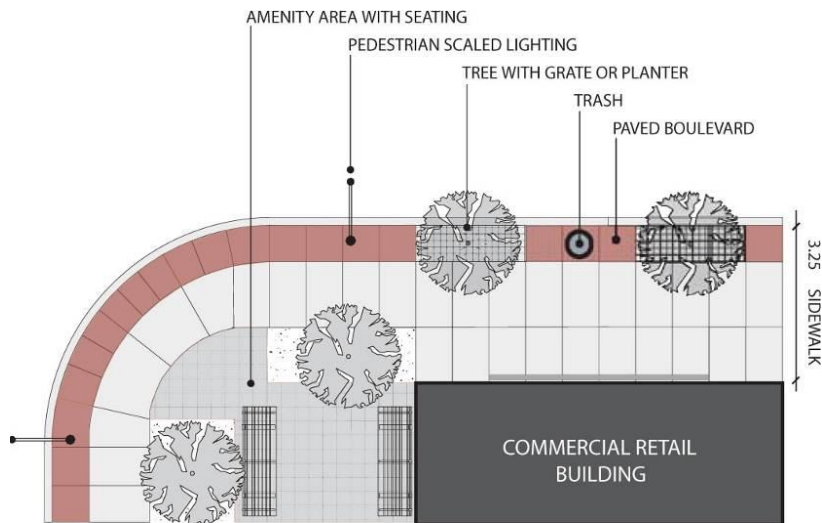 AMENITY AREA WITH SEATING
PEDESTRIAN SCALED LIGHTING
TREE WITH GRATE OR PLANTER
TRASH
PAVED BOULEVARD
3.25 SIDEWALK
COMMERCIAL RETAIL
BUILDING